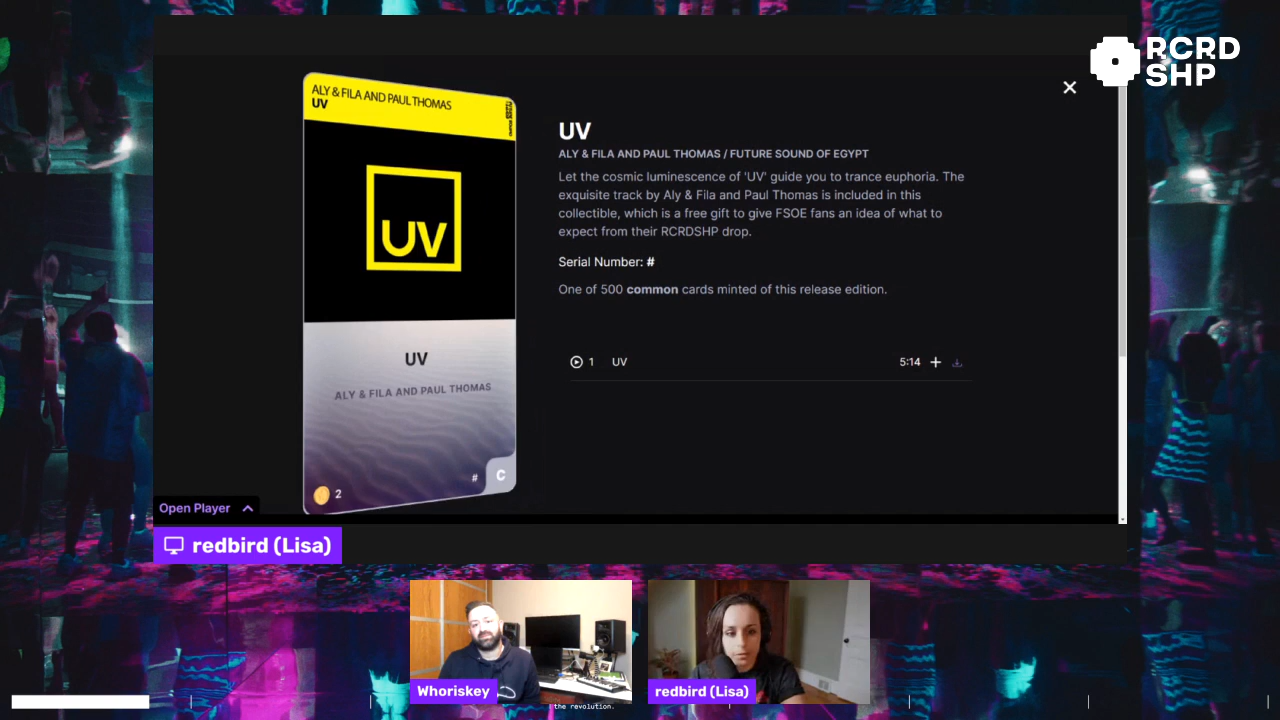 RCRD
SHP
ALY & FILA AND PAUL THOMAS
UV
UV
UV
ALY & FILA AND PAUL THOMAS
2
#
C
UV
ALY & FILA AND PAUL THOMAS / FUTURE SOUND OF EGYPT
Let the cosmic luminescence of 'UV' guide you to trance euphoria. The
exquisite track by Aly & Fila and Paul Thomas is included in this
collectible, which is a free gift to give FSOE fans an idea of what to
expect from their RCRDSHP drop.
Serial Number: #
One of 500 common cards minted of this release edition.
1 UV 5:14
Open Player
redbird (Lisa)
Whoriskey
redbird (Lisa)
the revolution.